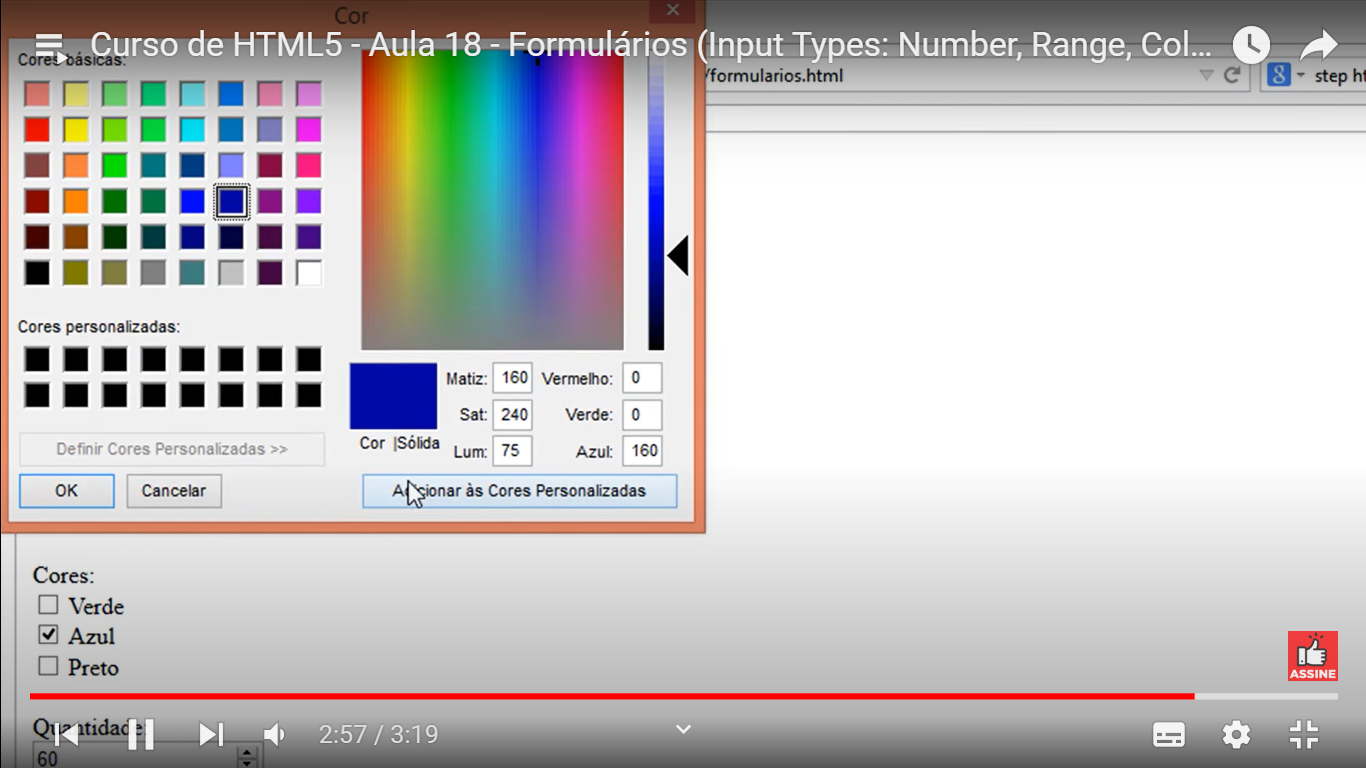 Cor
Curso de HTML5 - Aula 18 - Formulários (Input Types: Number, Range, Col...
Cores básicas:
/formularios.html
8
step ht
Cores personalizadas:
Matiz: 160 Vermelho: 0
Sat: 240 Verde: 0
Cor |Sólida
Lum: 75 Azul: 160
Definir Cores Personalizadas >>
OK
Cancelar
Adicionar às Cores Personalizadas
Cores:
Verde
Azul
Preto
ASSINE
Quantidade:
2:57 / 3:19
60